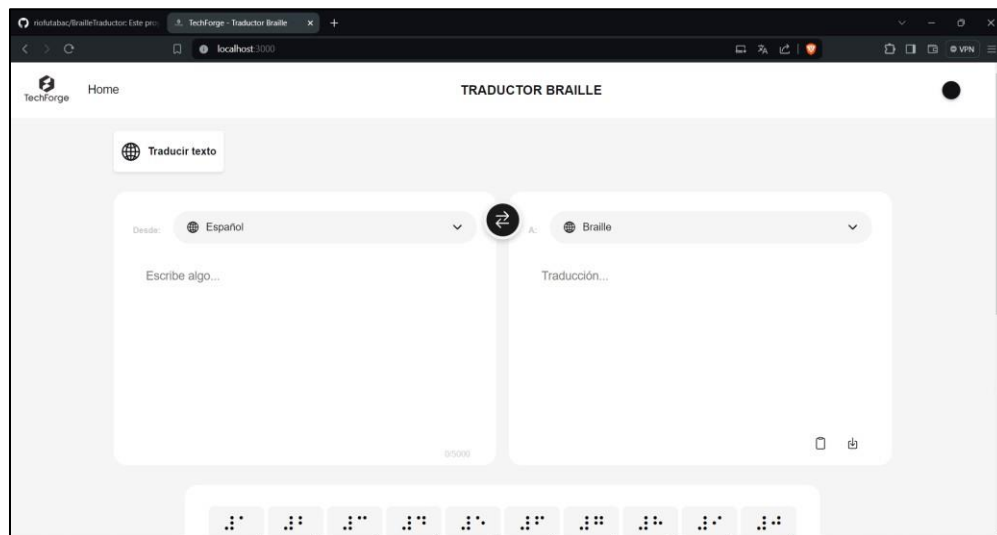 riofutabac/BrailleTraductor: Este pro
TechForge - Traductor Braille
localhost:3000
VPN
TechForge
Home
TRADUCTOR BRAILLE
Traducir texto
Desde:
Español
A:
Braille
Escribe algo...
Traducción...
0/5000
⠼⠁ ⠼⠃ ⠼⠉ ⠼⠙ ⠼⠑ ⠼⠋ ⠼⠛ ⠼⠓ ⠼⠊ ⠼⠚